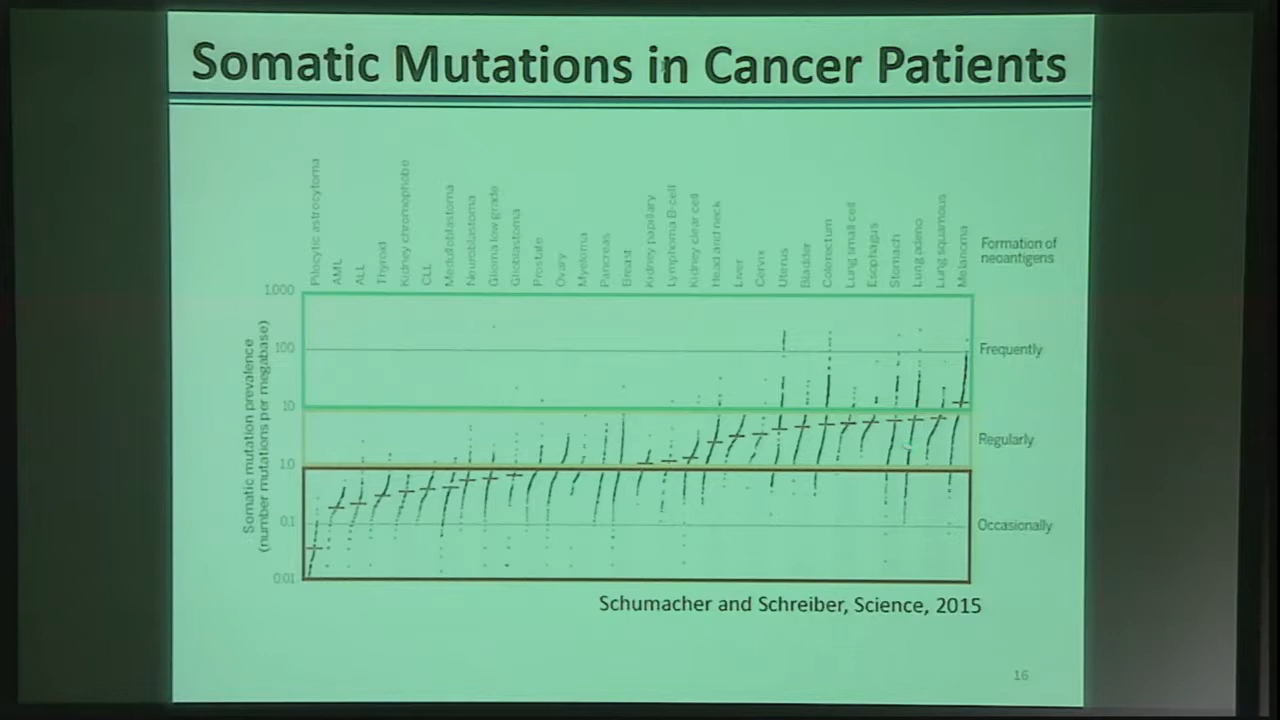 Somatic Mutations in Cancer Patients
Pilocytic astrocytoma
AML
ALL
Thyroid
Kidney chromophobe
CLL
Medulloblastoma
Neuroblastoma
Glioma low grade
Glioblastoma
Prostate
Ovary
Myeloma
Pancreas
Breast
Kidney papillary
Lymphoma B-cell
Kidney clear cell
Head and neck
Liver
Cervix
Uterus
Bladder
Colorectum
Lung small cell
Esophagus
Stomach
Lung adeno
Lung squamous
Melanoma
Formation of
neoantigens
Somatic mutation prevalence
(number mutations per megabase)
1,000
100
10
1.0
0.1
0.01
Frequently
Regularly
Occasionally
Schumacher and Schreiber, Science, 2015
16